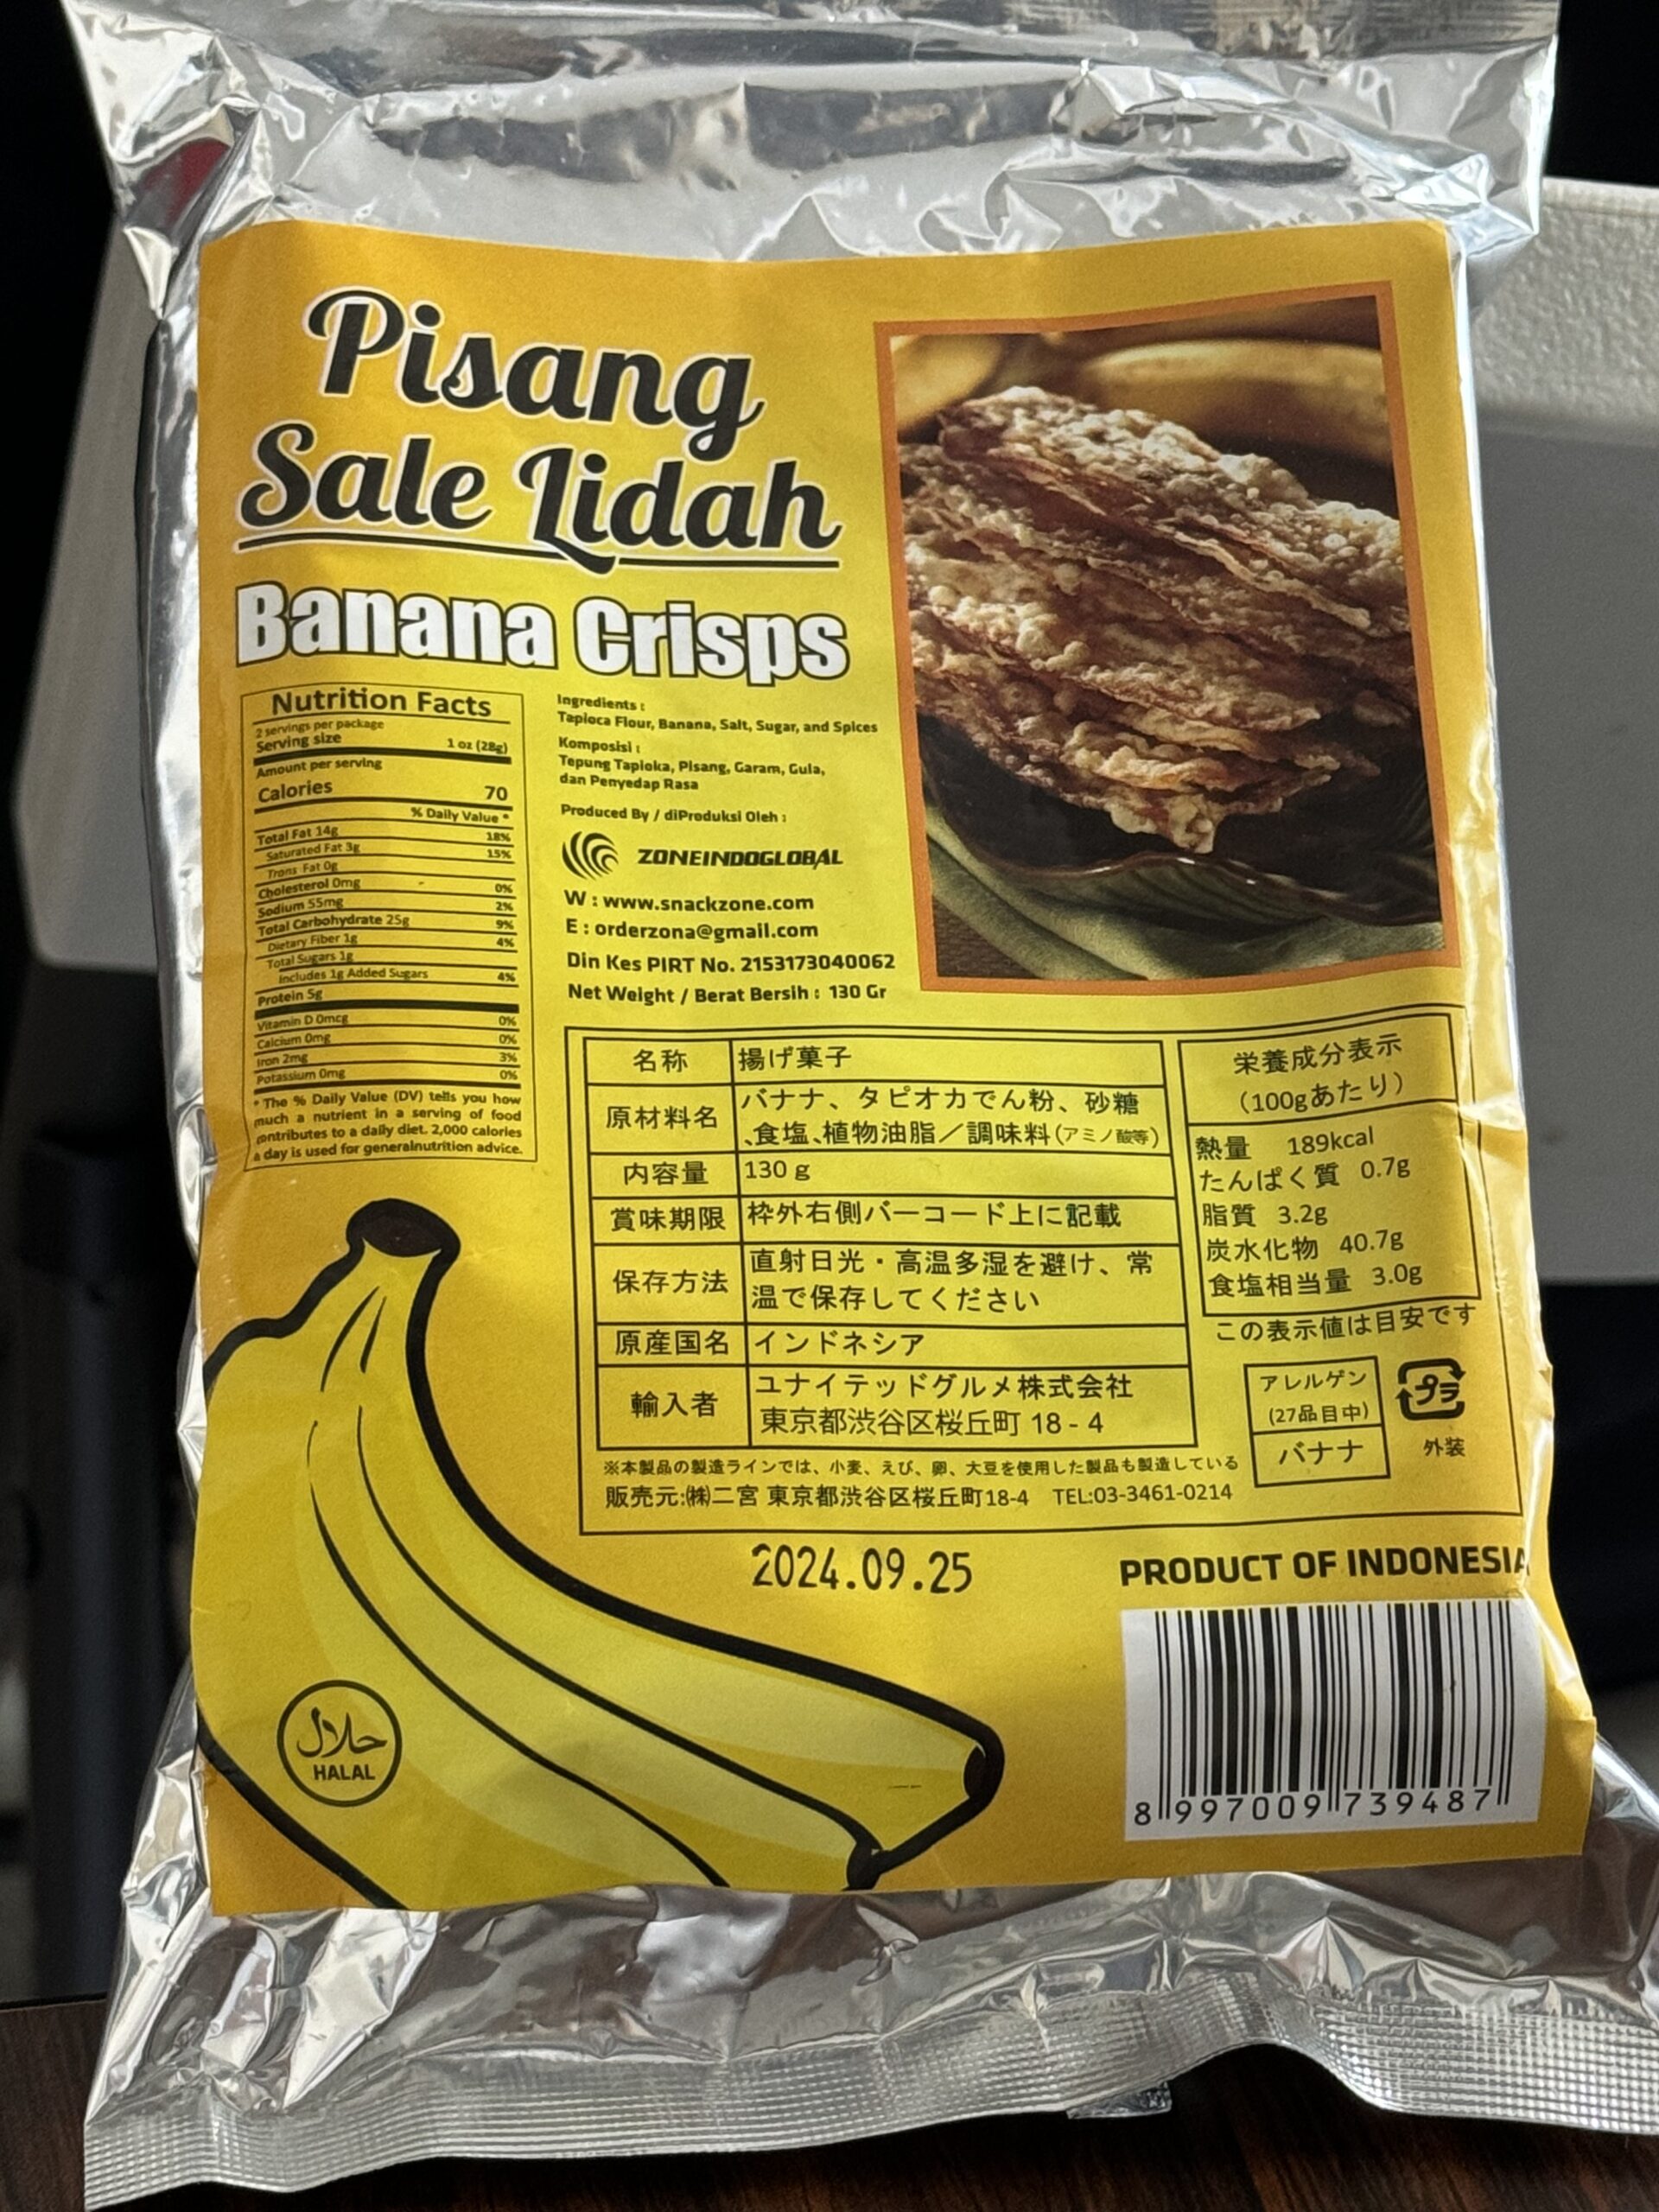 Pisang
Sale Lidah
Banana Crisps
Nutrition Facts
2 servings per package
Serving size 1 oz (28g)
Amount per serving
Calories 70
% Daily Value *
Total Fat 14g 18%
Saturated Fat 3g 15%
Trans Fat 0g
Cholesterol 0mg 0%
Sodium 55mg 2%
Total Carbohydrate 25g 9%
Dietary Fiber 1g 4%
Total Sugars 1g
Includes 1g Added Sugars 4%
Protein 5g
Vitamin D 0mcg 0%
Calcium 0mg 0%
Iron 2mg 3%
Potassium 0mg 0%
* The % Daily Value (DV) tells you how
much a nutrient in a serving of food
contributes to a daily diet. 2,000 calories
a day is used for generalnutrition advice.
Ingredients :
Tapioca Flour, Banana, Salt, Sugar, and Spices
Komposisi :
Tepung Tapioka, Pisang, Garam, Gula,
dan Penyedap Rasa
Produced By / diProduksi Oleh :
ZONEINDOGLOBAL
W : www.snackzone.com
E : orderzona@gmail.com
Din Kes PIRT No. 2153173040062
Net Weight / Berat Bersih : 130 Gr
名称 揚げ菓子
原材料名 バナナ、タピオカでん粉、砂糖
、食塩、植物油脂／調味料(アミノ酸等)
内容量 130 g
賞味期限 枠外右側バーコード上に記載
保存方法 直射日光・高温多湿を避け、常
温で保存してください
原産国名 インドネシア
輸入者 ユナイテッドグルメ株式会社
東京都渋谷区桜丘町 18 - 4
※本製品の製造ラインでは、小麦、えび、卵、大豆を使用した製品も製造している
販売元:㈱二宮 東京都渋谷区桜丘町18-4 TEL:03-3461-0214
栄養成分表示
(100gあたり)
熱量 189kcal
たんぱく質 0.7g
脂質 3.2g
炭水化物 40.7g
食塩相当量 3.0g
この表示値は目安です
アレルゲン
(27品目中)
バナナ
プラ
外装
2024.09.25
PRODUCT OF INDONESIA
حلال
HALAL
8 997009 739487